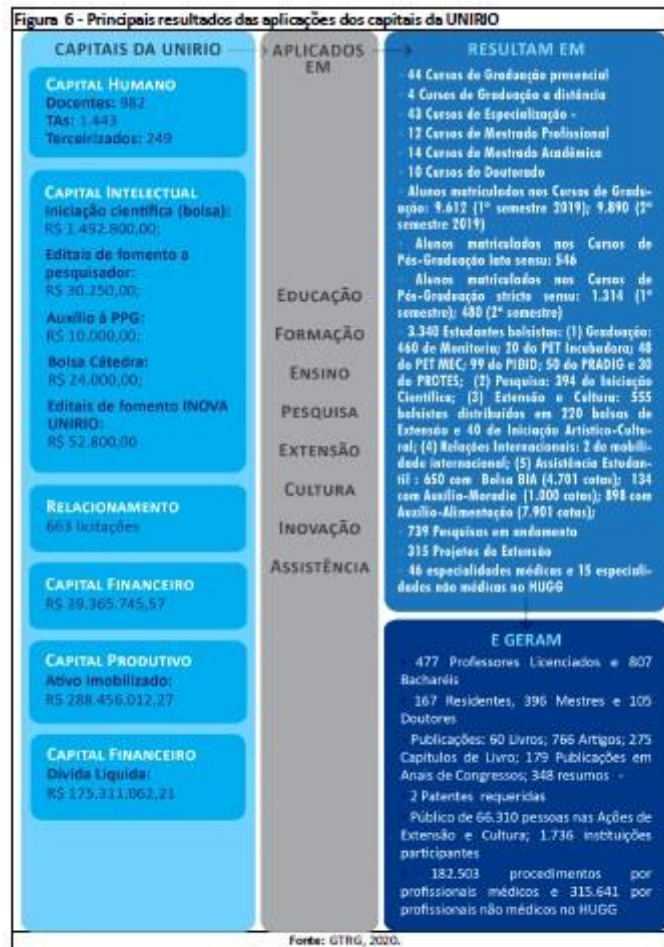 Figura 6 - Principais resultados das aplicações dos capitais da UNIRIO
CAPITAIS DA UNIRIO
CAPITAL HUMANO
Docentes: 982
TAs: 1.443
Terceirizados: 249
CAPITAL INTELECTUAL
Iniciação científica (bolsa):
R$ 1.492.800,00;
Editais de fomento a
pesquisador:
R$ 30.250,00;
Auxílio à PPG:
R$ 10.000,00;
Bolsa Cátedra:
R$ 24.000,00;
Editais de fomento INOVA
UNIRIO:
R$ 52.800,00
RELACIONAMENTO
663 licitações
CAPITAL FINANCEIRO
R$ 39.365.745,57
CAPITAL PRODUTIVO
Ativo Imobilizado:
R$ 288.456.012,27
CAPITAL FINANCEIRO
Dívida Líquida:
R$ 175.311.062,21
APLICADOS
EM
EDUCAÇÃO
FORMAÇÃO
ENSINO
PESQUISA
EXTENSÃO
CULTURA
INOVAÇÃO
ASSISTÊNCIA
RESULTAM EM
- 44 Cursos de Graduação presencial
- 4 Cursos de Graduação a distância
- 43 Cursos de Especialização -
- 12 Cursos de Mestrado Profissional
- 14 Cursos de Mestrado Acadêmico
- 10 Cursos de Doutorado
- Alunos matriculados nos Cursos de Gradu-
ação: 9.612 (1º semestre 2019); 9.890 (2º
semestre 2019)
- Alunos matriculados nos Cursos de
Pós-Graduação lato sensu: 546
- Alunos matriculados nos Cursos de
Pós-Graduação stricto sensu: 1.314 (1º
semestre); 480 (2º semestre)
- 3.340 Estudantes bolsistas: (1) Graduação:
460 de Monitoria; 20 do PET Incubadora; 48
do PET MEC; 99 do PIBID; 50 do PRADIG e 30
do PROTES; (2) Pesquisa: 394 de Iniciação
Científica; (3) Extensão e Cultura: 555
bolsistas distribuídos em 220 bolsas de
Extensão e 40 de Iniciação Artístico-Cultu-
ral; (4) Relações Internacionais: 2 de mobili-
dade internacional; (5) Assistência Estudan-
til : 650 com Bolsa BIA (4.701 cotas); 134
com Auxílio-Moradia (1.000 cotas); 898 com
Auxílio-Alimentação (7.901 cotas);
- 739 Pesquisas em andamento
- 315 Projetos de Extensão
- 46 especialidades médicas e 15 especiali-
dades não médicas no HUGG
E GERAM
477 Professores Licenciados e 807
Bacharéis
167 Residentes, 396 Mestres e 105
Doutores
Publicações: 60 Livros; 766 Artigos; 275
Capítulos de Livro; 179 Publicações em
Anais de Congressos; 348 resumos -
2 Patentes requeridas
Público de 66.310 pessoas nas Ações de
Extensão e Cultura; 1.736 instituições
participantes
182.503 procedimentos por
profissionais médicos e 315.641 por
profissionais não médicos no HUGG
Fonte: GTRG, 2020.